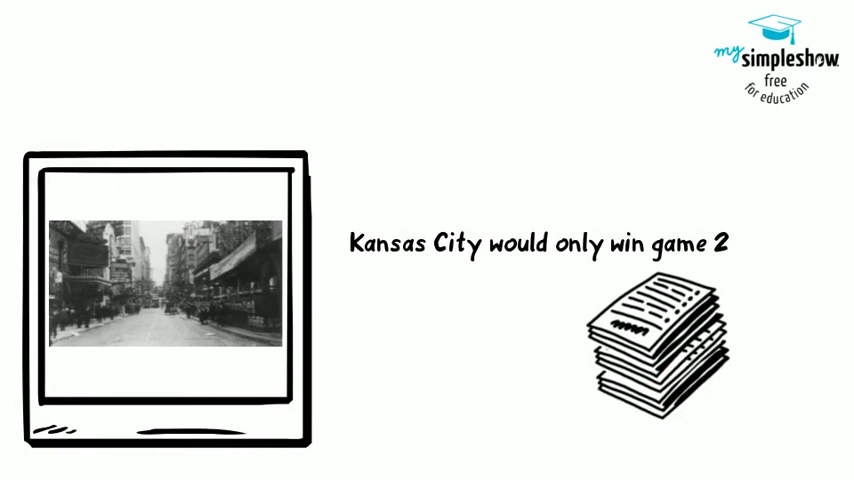 my
simpleshow
free
for education
Kansas City would only win game 2